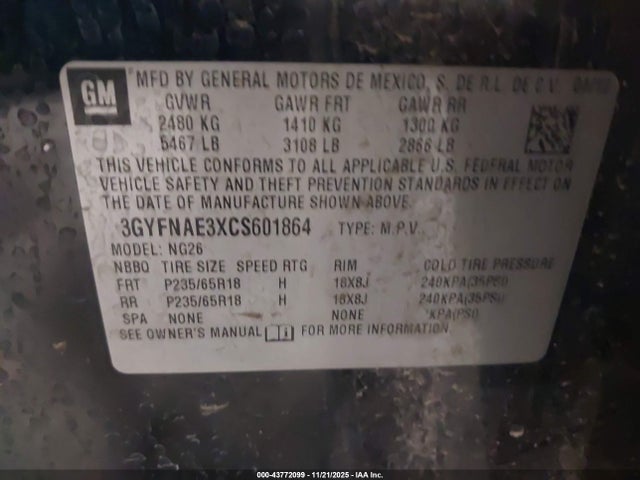 GM
MFD BY GENERAL MOTORS DE MEXICO, S. DE R.L. DE C.V.
GVWR GAWR FRT GAWR RR
2480 KG 1410 KG 1300 KG
5467 LB 3108 LB 2866 LB
THIS VEHICLE CONFORMS TO ALL APPLICABLE U.S. FEDERAL MOTOR
VEHICLE SAFETY AND THEFT PREVENTION STANDARDS IN EFFECT ON
THE DATE OF MANUFACTURE SHOWN ABOVE.
3GYFNAE3XCS601864 TYPE: M.P.V.
MODEL: NG26
NBBQ TIRE SIZE SPEED RTG RIM COLD TIRE PRESSURE
FRT P235/65R18 H 18X8J 240KPA(35PSI)
RR P235/65R18 H 18X8J 240KPA(35PSI)
SPA NONE NONE KPA(PSI)
SEE OWNER'S MANUAL FOR MORE INFORMATION.
000-43772099 - 11/21/2025 - IAA Inc.